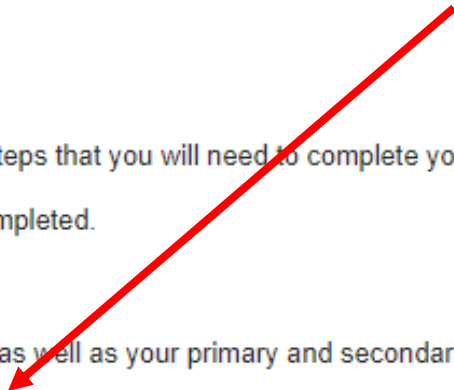 teps that you will need to complete yo
mpleted.
as well as your primary and secondar